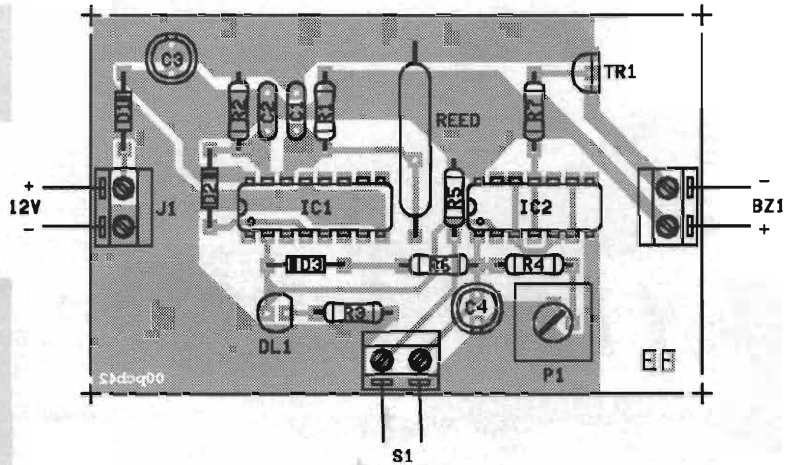 C3
TR1
D1
R2
C2
C1
R1
REED
R7
D2
R5
+
12V
-
J1
IC1
IC2
-
BZ1
+
D3
R6
R4
C4
R3
DL1
P1
EF
00pcb42
S1